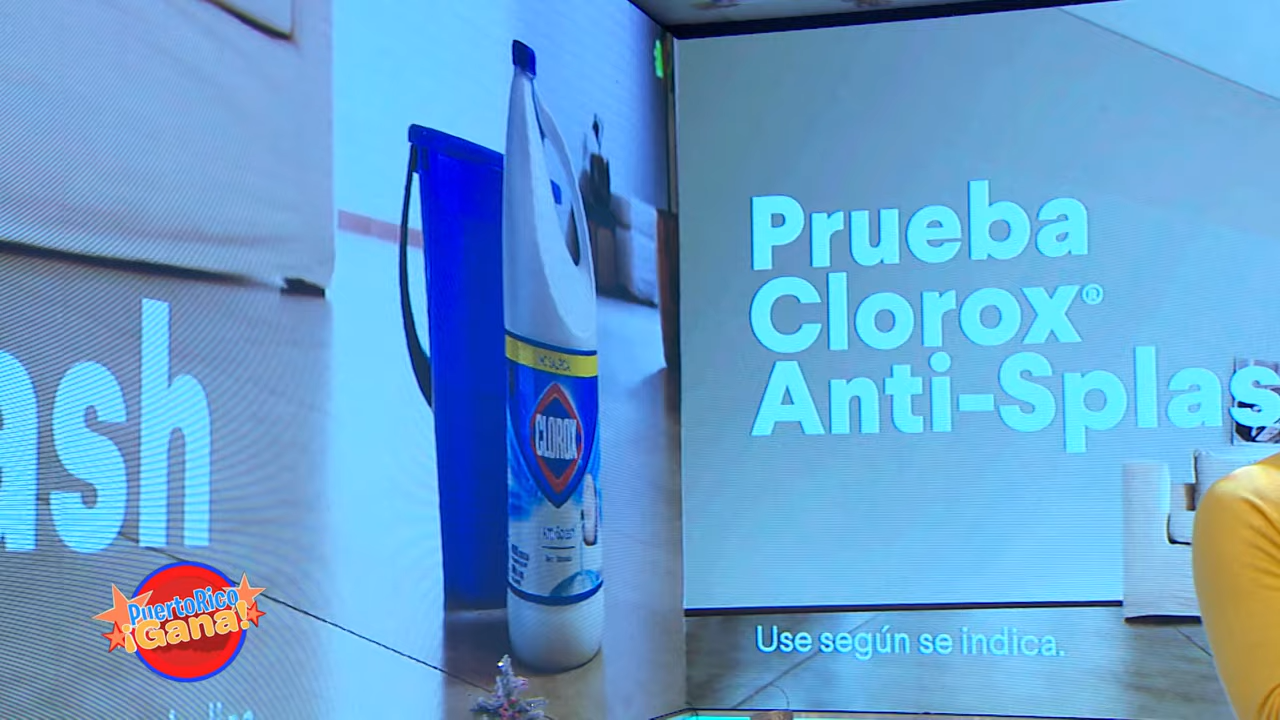 Prueba
Clorox®
Anti-Splas
Use según se indica.
ash
CLOROX
PuertoRico
¡Gana!